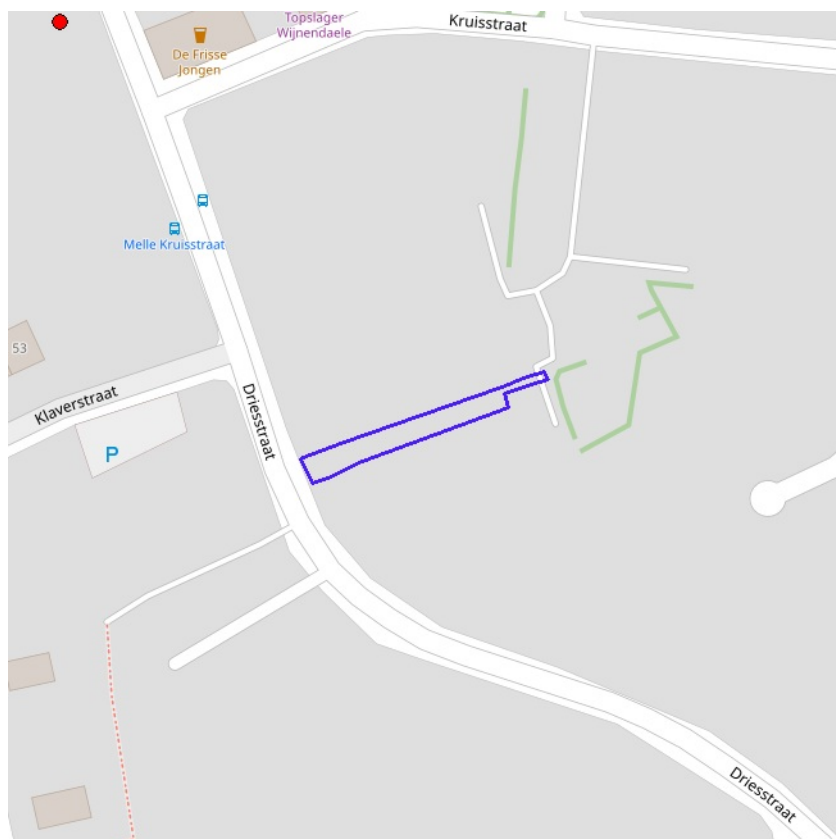 Topslager
Wijnendaele
Kruisstraat
De Frisse
Jongen
Melle Kruisstraat
53
Klaverstraat
Driesstraat
P
Driesstraat